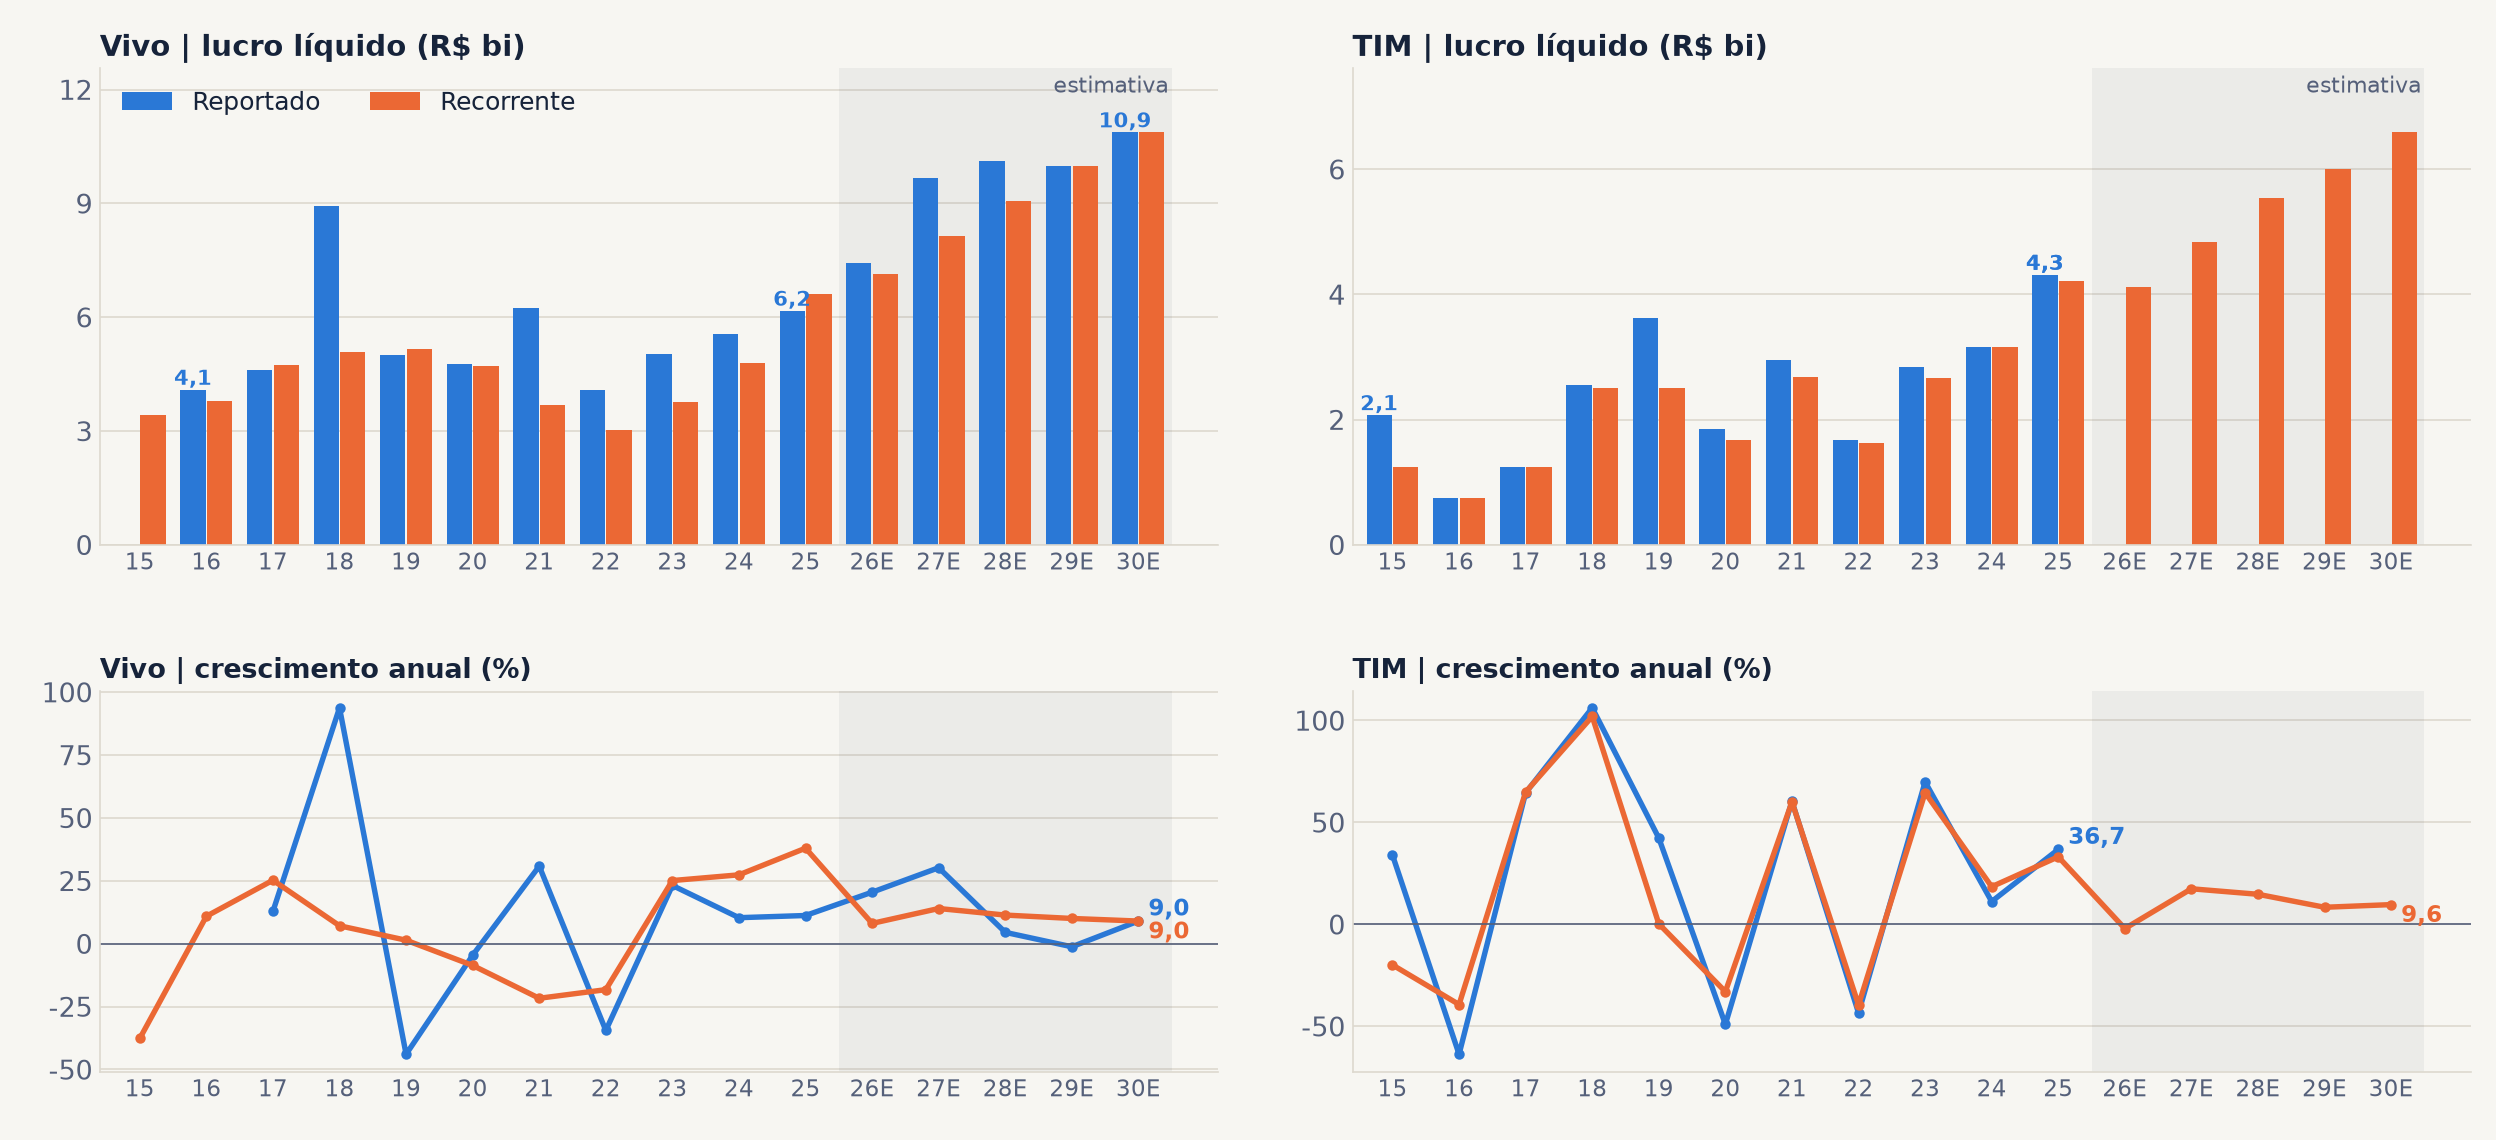 Vivo | lucro líquido (R$ bi)
estimativa
12
Reportado
Recorrente
10,9
9
6,2
6
4,1
3
0
15 16 17 18 19 20 21 22 23 24 25 26E 27E 28E 29E 30E
TIM | lucro líquido (R$ bi)
estimativa
6
4,3
4
2,1
2
0
15 16 17 18 19 20 21 22 23 24 25 26E 27E 28E 29E 30E
Vivo | crescimento anual (%)
100
75
50
25
9,0
9,0
0
-25
-50
15 16 17 18 19 20 21 22 23 24 25 26E 27E 28E 29E 30E
TIM | crescimento anual (%)
100
50
36,7
9,6
0
-50
15 16 17 18 19 20 21 22 23 24 25 26E 27E 28E 29E 30E